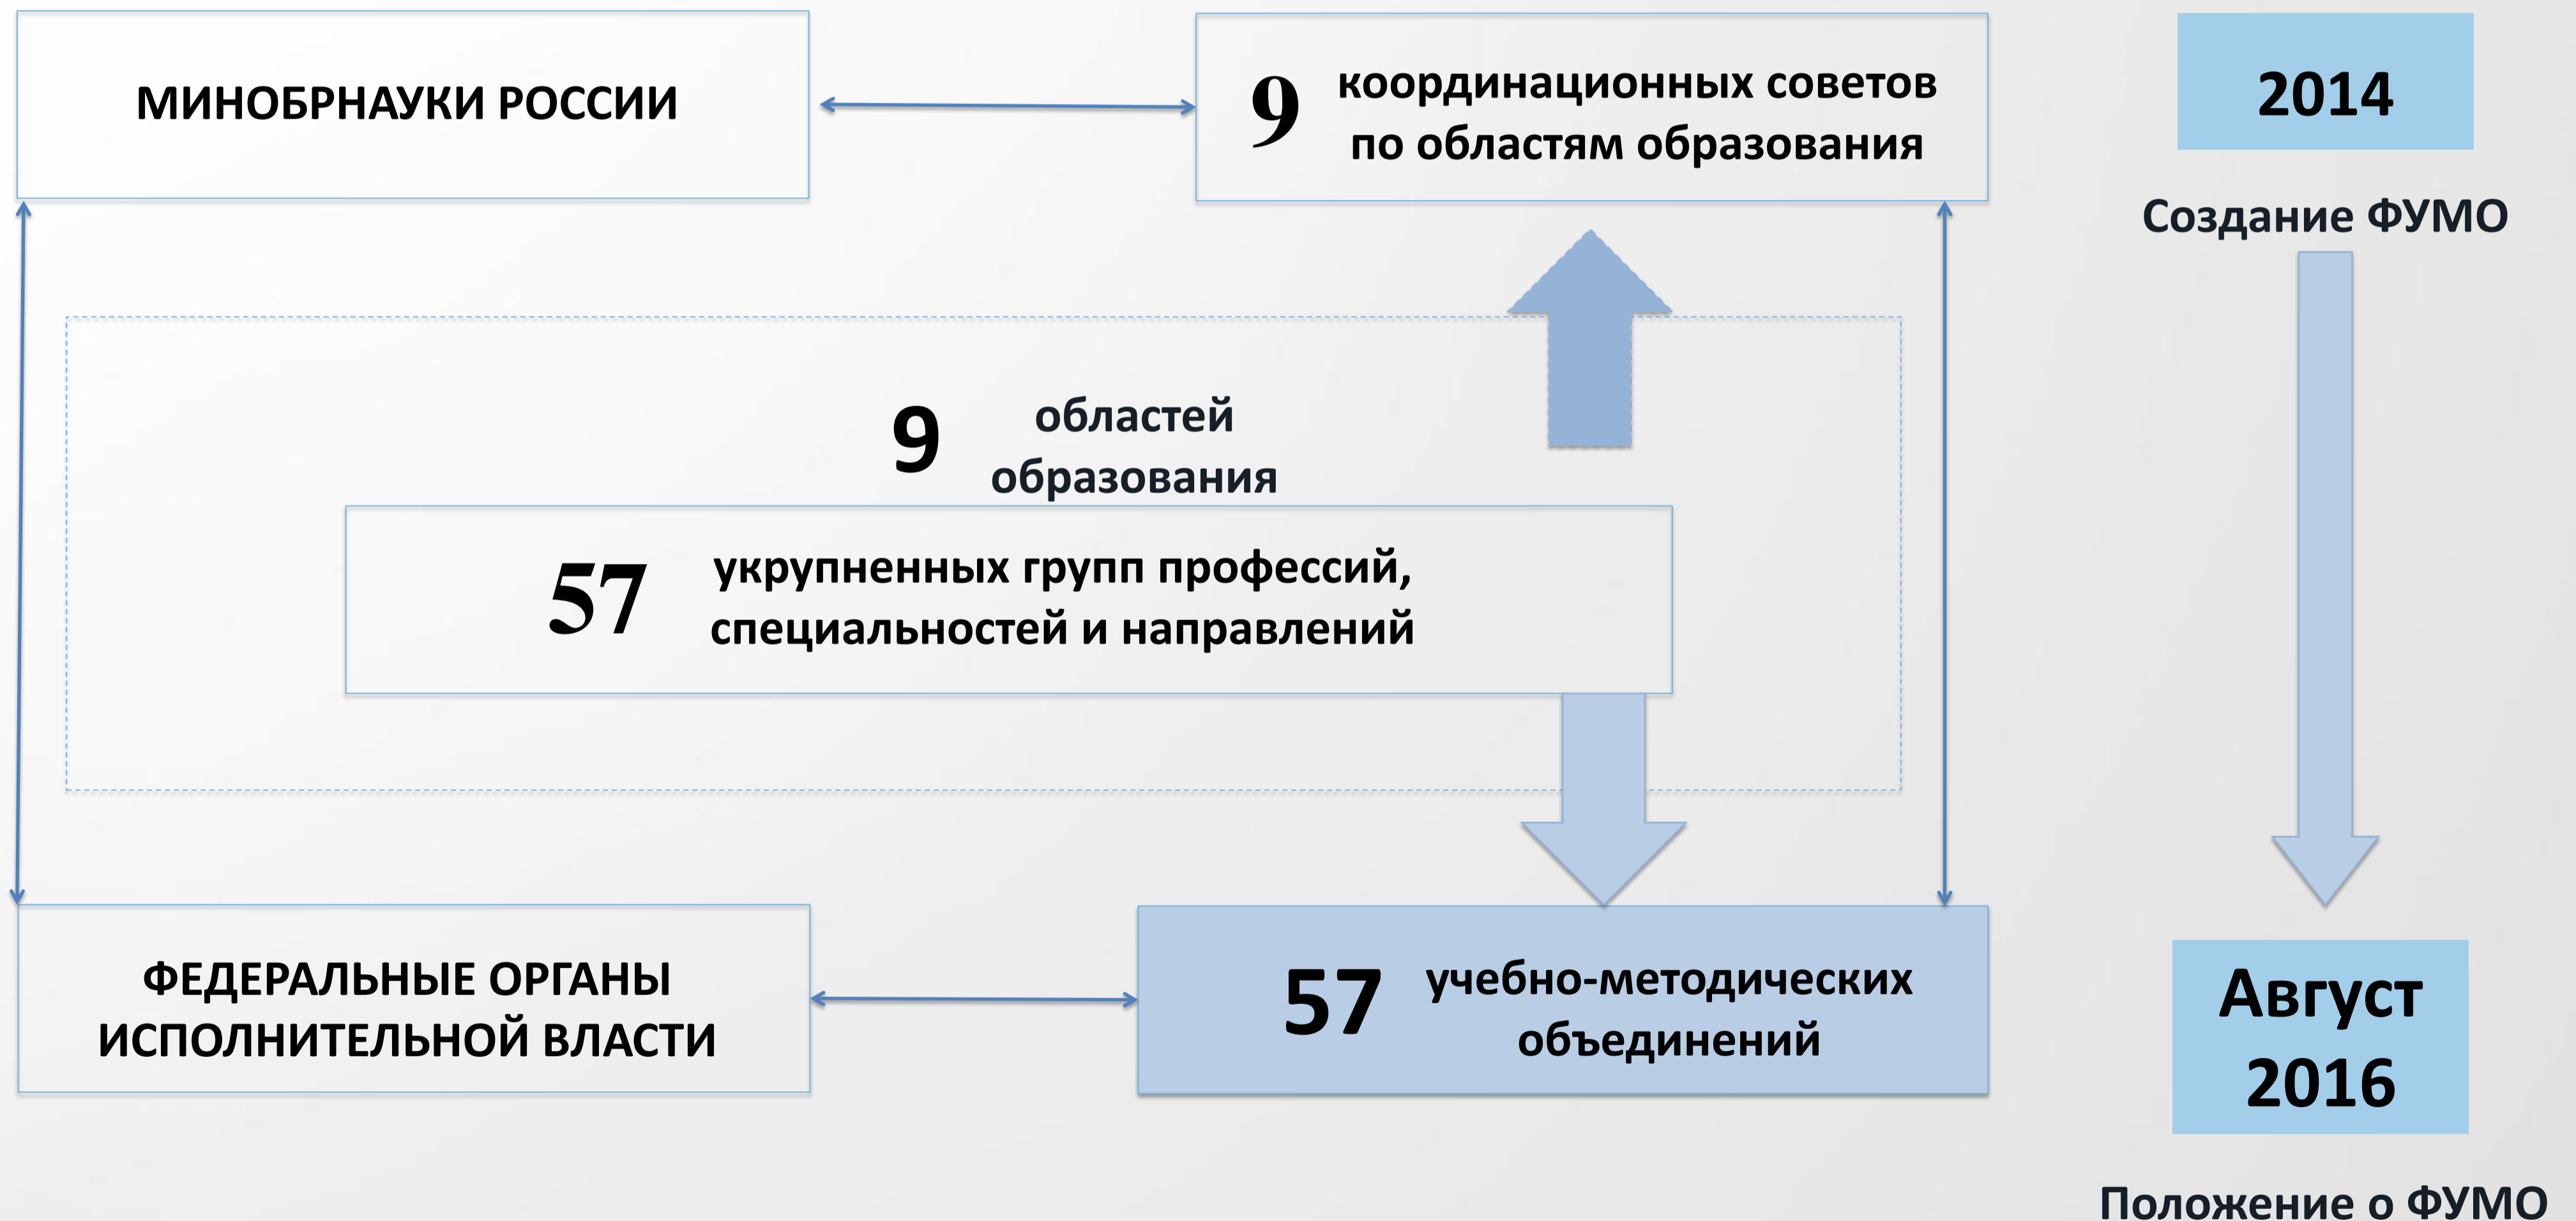 МИНОБРНАУКИ РОССИИ
9 координационных советов
по областям образования
2014
Создание ФУМО
9 областей
образования
57 укрупненных групп профессий,
специальностей и направлений
ФЕДЕРАЛЬНЫЕ ОРГАНЫ
ИСПОЛНИТЕЛЬНОЙ ВЛАСТИ
57 учебно-методических
объединений
Август
2016
Положение о ФУМО